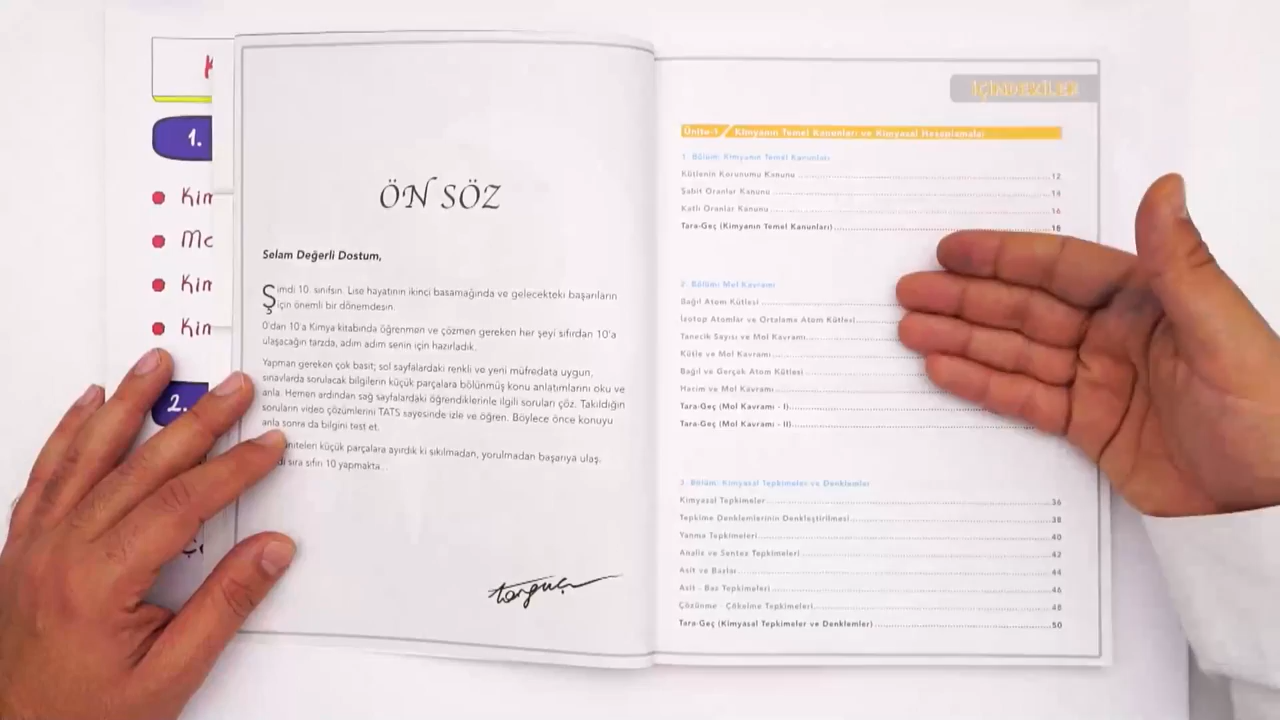 K
1.
Kim
Mo
Kim
Kim
2.
ÖN SÖZ
Selam Değerli Dostum,
Şimdi 10. sınıfsın. Lise hayatının ikinci basamağında ve gelecekteki başarıların
için önemli bir dönemdesin.
0'dan 10'a Kimya kitabında öğrenmen ve çözmen gereken her şeyi sıfırdan 10'a
ulaşacağın tarzda, adım adım senin için hazırladık.
Yapman gereken çok basit; sol sayfalardaki renkli ve yeni müfredata uygun,
sınavlarda sorulacak bilgilerin küçük parçalara bölünmüş konu anlatımlarını oku ve
anla. Hemen ardından sağ sayfalardaki öğrendiklerinle ilgili soruları çöz. Takıldığın
soruların video çözümlerini TATS sayesinde izle ve öğren. Böylece önce konuyu
anla sonra da bilgini test et.
niteleri küçük parçalara ayırdık ki sıkılmadan, yorulmadan başarıya ulaş.
di sıra sıfırı 10 yapmakta...
tonguç
İÇİNDEKİLER
Ünite-1 / Kimyanın Temel Kanunları ve Kimyasal Hesaplamalar
1. Bölüm: Kimyanın Temel Kanunları
Kütlenin Korunumu Kanunu 12
Sabit Oranlar Kanunu 14
Katlı Oranlar Kanunu 16
Tara-Geç (Kimyanın Temel Kanunları) 18
2. Bölüm: Mol Kavramı
Bağıl Atom Kütlesi
İzotop Atomlar ve Ortalama Atom Kütlesi
Tanecik Sayısı ve Mol Kavramı
Kütle ve Mol Kavramı
Bağıl ve Gerçek Atom Kütlesi
Hacim ve Mol Kavramı
Tara-Geç (Mol Kavramı - I)
Tara-Geç (Mol Kavramı - II)
3. Bölüm: Kimyasal Tepkimeler ve Denklemler
Kimyasal Tepkimeler 36
Tepkime Denklemlerinin Denkleştirilmesi 38
Yanma Tepkimeleri 40
Analiz ve Sentez Tepkimeleri 42
Asit ve Bazlar 44
Asit - Baz Tepkimeleri 46
Çözünme - Çökelme Tepkimeleri 48
Tara-Geç (Kimyasal Tepkimeler ve Denklemler) 50